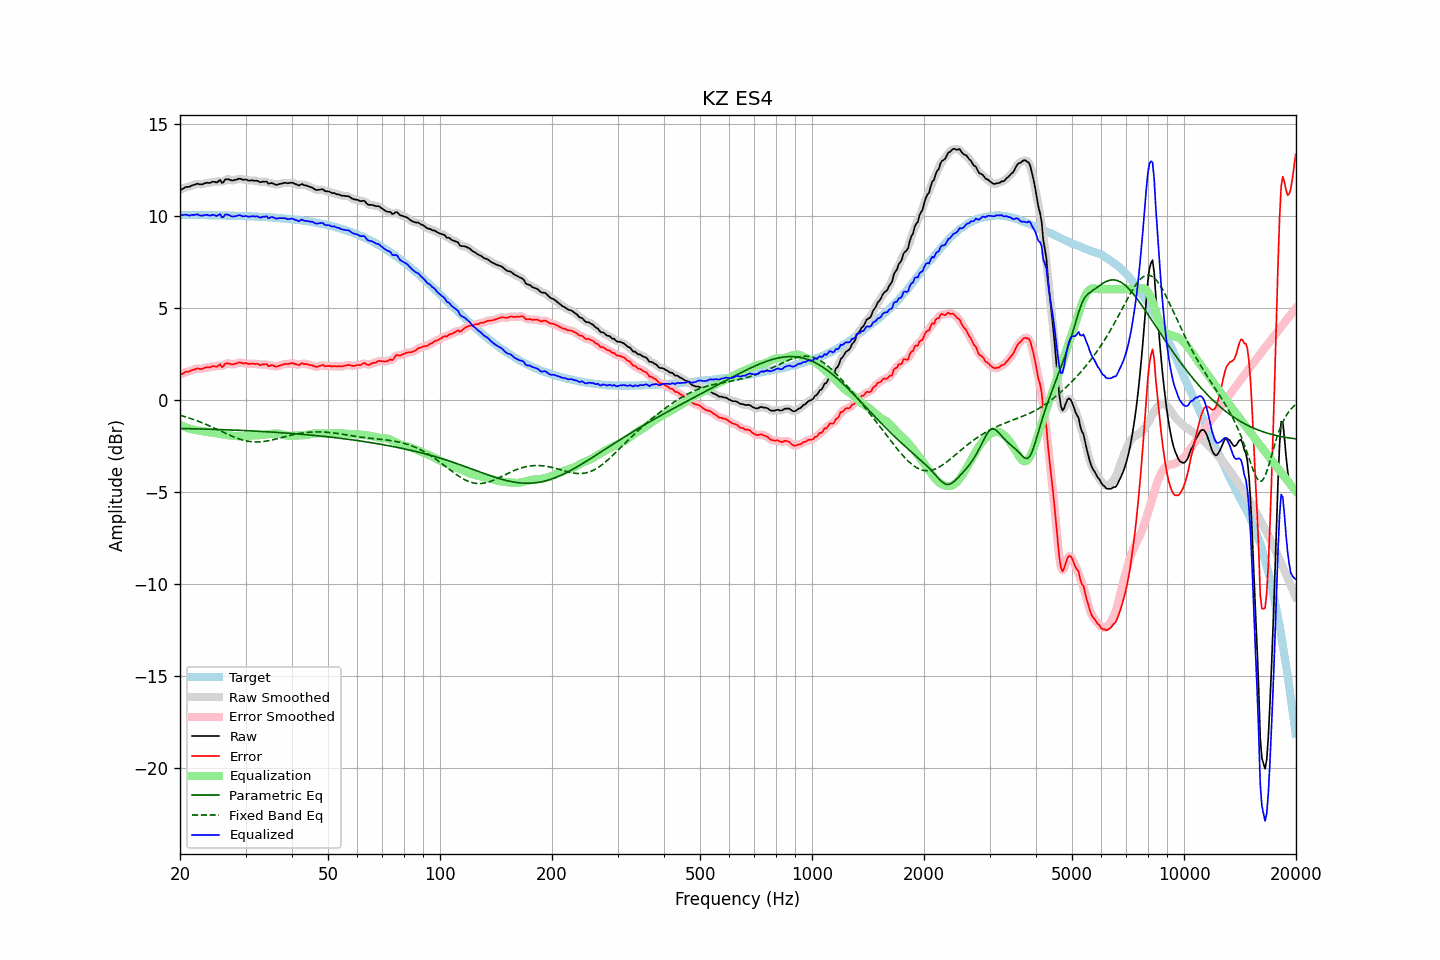 KZ ES4
Amplitude (dBr)
15
10
5
0
−5
−10
−15
−20
Target
Raw Smoothed
Error Smoothed
Raw
Error
Equalization
Parametric Eq
Fixed Band Eq
Equalized
20 50 100 200 500 1000 2000 5000 10000 20000
Frequency (Hz)